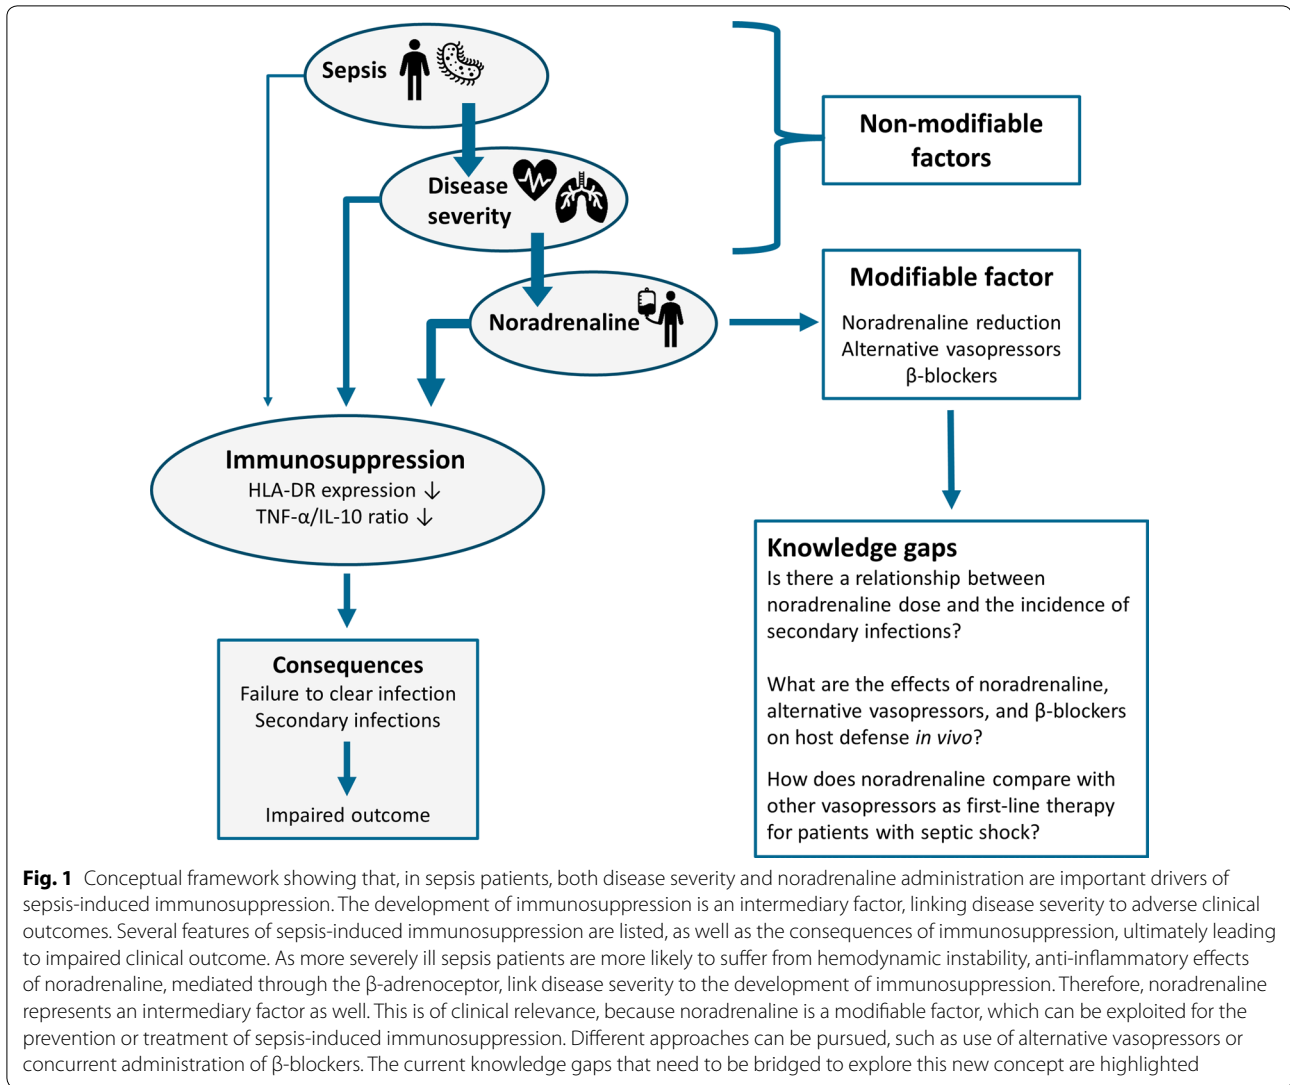 Sepsis
Disease
severity
Noradrenaline
Non-modifiable
factors
Modifiable factor
Noradrenaline reduction
Alternative vasopressors
β-blockers
Immunosuppression
HLA-DR expression ↓
TNF-α/IL-10 ratio ↓
Consequences
Failure to clear infection
Secondary infections
Impaired outcome
Knowledge gaps
Is there a relationship between
noradrenaline dose and the incidence of
secondary infections?
What are the effects of noradrenaline,
alternative vasopressors, and β-blockers
on host defense in vivo?
How does noradrenaline compare with
other vasopressors as first-line therapy
for patients with septic shock?
Fig. 1 Conceptual framework showing that, in sepsis patients, both disease severity and noradrenaline administration are important drivers of
sepsis-induced immunosuppression. The development of immunosuppression is an intermediary factor, linking disease severity to adverse clinical
outcomes. Several features of sepsis-induced immunosuppression are listed, as well as the consequences of immunosuppression, ultimately leading
to impaired clinical outcome. As more severely ill sepsis patients are more likely to suffer from hemodynamic instability, anti-inflammatory effects
of noradrenaline, mediated through the β-adrenoceptor, link disease severity to the development of immunosuppression. Therefore, noradrenaline
represents an intermediary factor as well. This is of clinical relevance, because noradrenaline is a modifiable factor, which can be exploited for the
prevention or treatment of sepsis-induced immunosuppression. Different approaches can be pursued, such as use of alternative vasopressors or
concurrent administration of β-blockers. The current knowledge gaps that need to be bridged to explore this new concept are highlighted